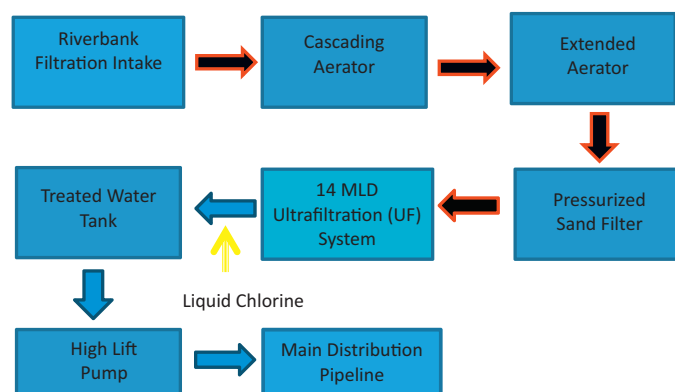 Riverbank
Filtration Intake
Cascading
Aerator
Extended
Aerator
Treated Water
Tank
14 MLD
Ultrafiltration (UF)
System
Pressurized
Sand Filter
Liquid Chlorine
High Lift
Pump
Main Distribution
Pipeline